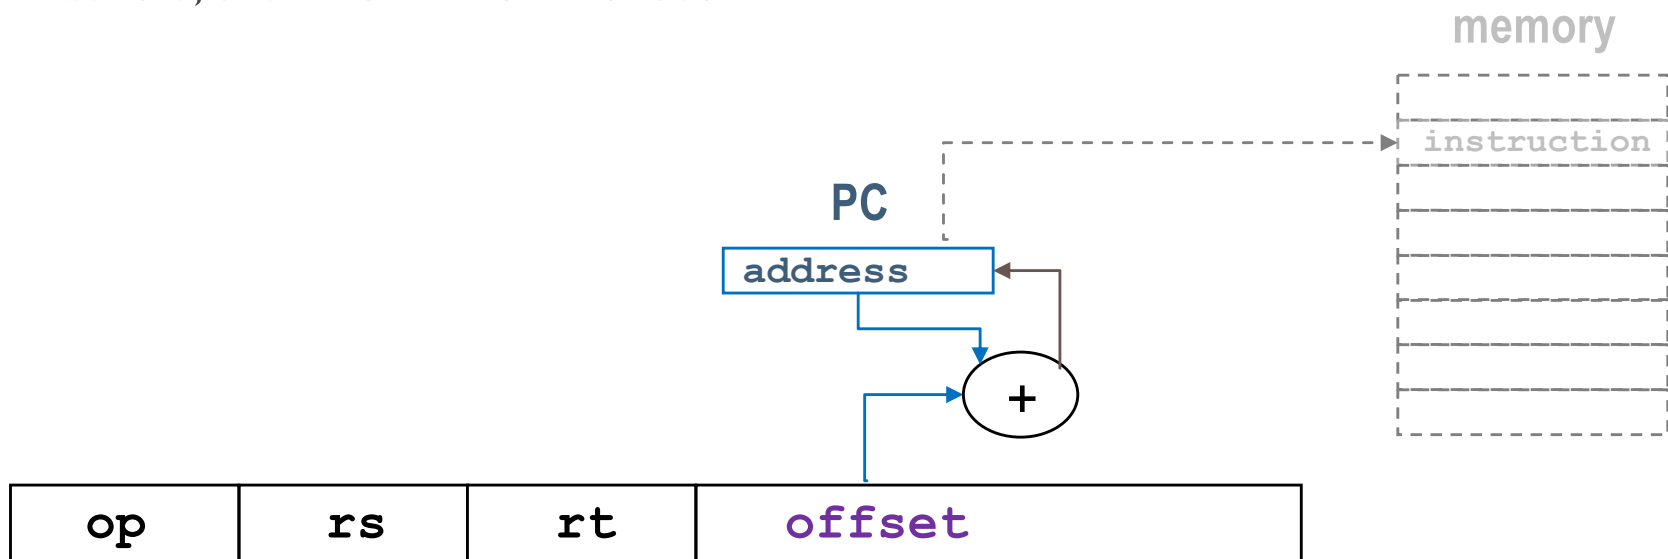 memory
instruction
PC
address
+
op rs rt offset